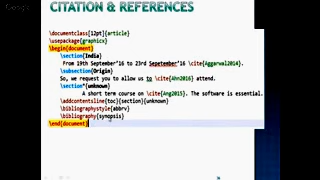 CITATION & REFERENCES
\documentclass[12pt]{article}
\usepackage{graphicx}
\begin{document}
\section{India}
From 19th September'16 to 23rd Sepetember'16 \cite{Aggarwal2014}.
\subsection{Origin}
So, we request you to allow us to \cite{Ahn2016} attend.
\section*{unknown}
A short term course on \cite{Ang2015}. The software is essential.
\addcontentsline{toc}{section}{unknown}
\bibliographystyle{abbrv}
\bibliography{synopsis}
\end{document}